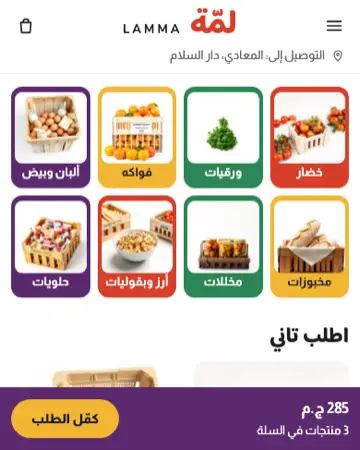 لمّة
LAMMA
التوصيل إلى: المعادي، دار السلام
خضار
ورقيات
فواكه
ألبان وبيض
مخبوزات
مخللات
أرز وبقوليات
حلويات
اطلب تاني
285 ج.م
3 منتجات في السلة
كمّل الطلب